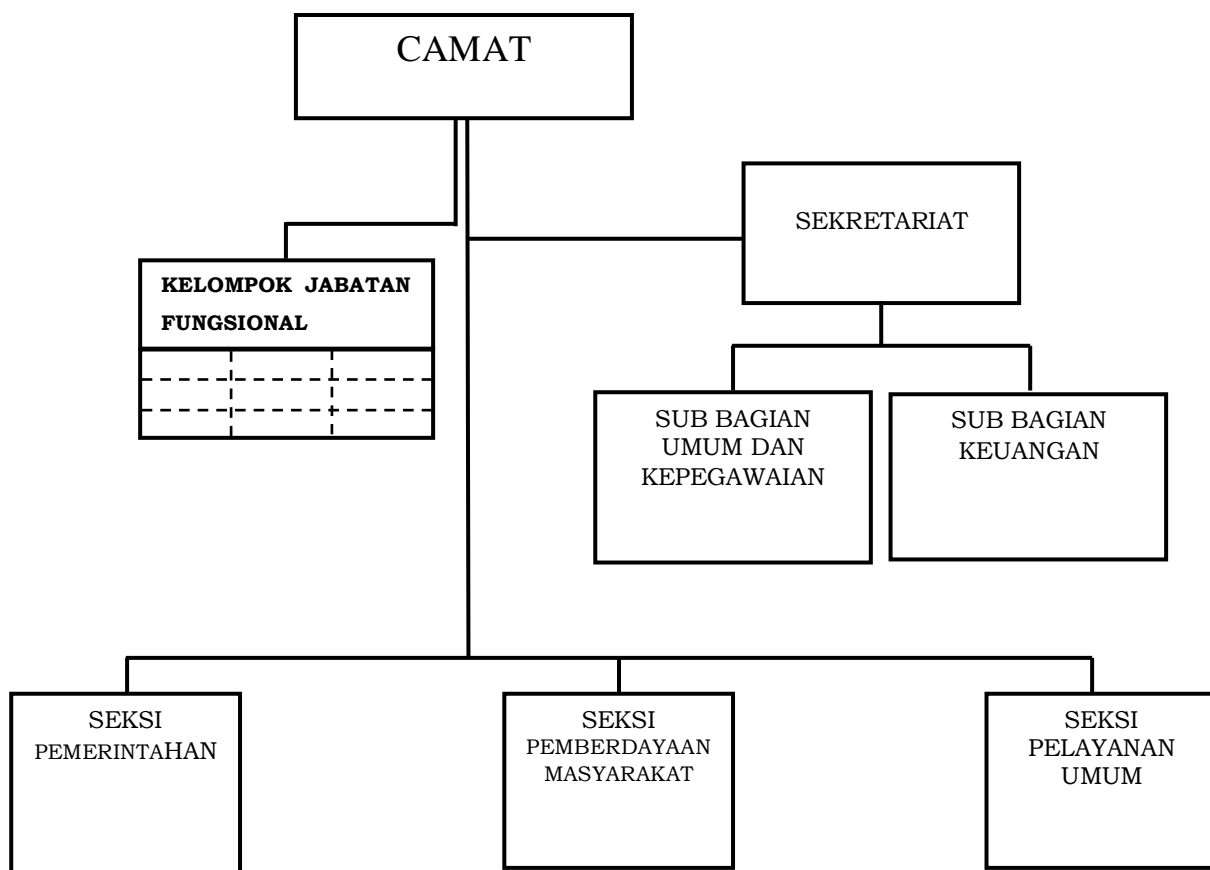 CAMAT
SEKRETARIAT
KELOMPOK JABATAN
FUNGSIONAL
SUB BAGIAN
UMUM DAN
KEPEGAWAIAN
SUB BAGIAN
KEUANGAN
SEKSI
PEMERINTAHAN
SEKSI
PEMBERDAYAAN
MASYARAKAT
SEKSI
PELAYANAN
UMUM